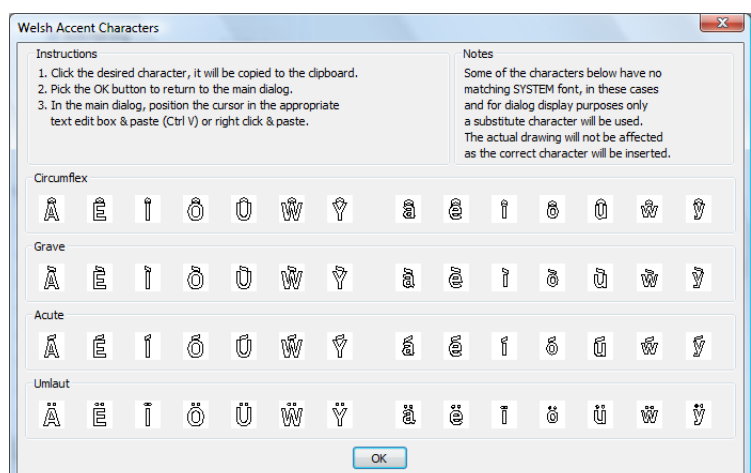 Welsh Accent Characters
Instructions
1. Click the desired character, it will be copied to the clipboard.
2. Pick the OK button to return to the main dialog.
3. In the main dialog, position the cursor in the appropriate
text edit box & paste (Ctrl V) or right click & paste.
Notes
Some of the characters below have no
matching SYSTEM font, in these cases
and for dialog display purposes only
a substitute character will be used.
The actual drawing will not be affected
as the correct character will be inserted.
Circumflex
Â Ê Î Ô Û Ŵ Ŷ â ê î ô û ŵ ŷ
Grave
À È Ì Ò Ù Ẁ Ỳ à è ì ò ù ẁ ỳ
Acute
Á É Í Ó Ú Ẃ Ý á é í ó ú ẃ ý
Umlaut
Ä Ë Ï Ö Ü Ẅ Ÿ ä ë ï ö ü ẅ ÿ
OK